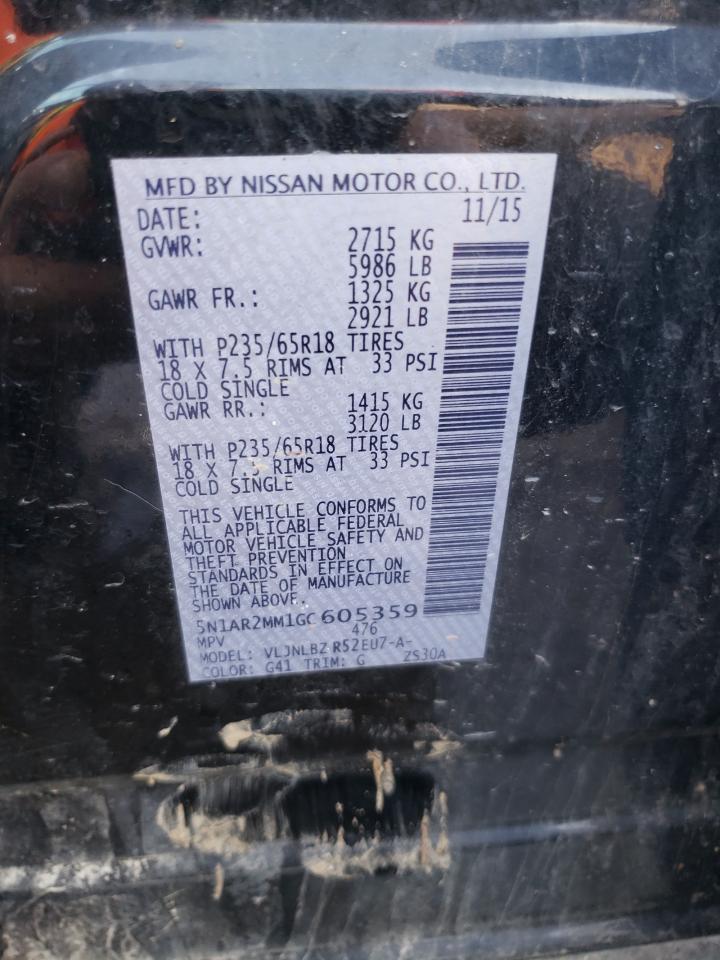 MFD BY NISSAN MOTOR CO., LTD.
DATE: 11/15
GVWR: 2715 KG
5986 LB
GAWR FR.: 1325 KG
2921 LB
WITH P235/65R18 TIRES
18 X 7.5 RIMS AT 33 PSI
COLD SINGLE
GAWR RR.: 1415 KG
3120 LB
WITH P235/65R18 TIRES
18 X 7.5 RIMS AT 33 PSI
COLD SINGLE
THIS VEHICLE CONFORMS TO
ALL APPLICABLE FEDERAL
MOTOR VEHICLE SAFETY AND
THEFT PREVENTION
STANDARDS IN EFFECT ON
THE DATE OF MANUFACTURE
SHOWN ABOVE.
5N1AR2MM1GC605359
MPV 476
MODEL: VLJNLBZ R52EU7-A-
COLOR: G41 TRIM: G ZS30A